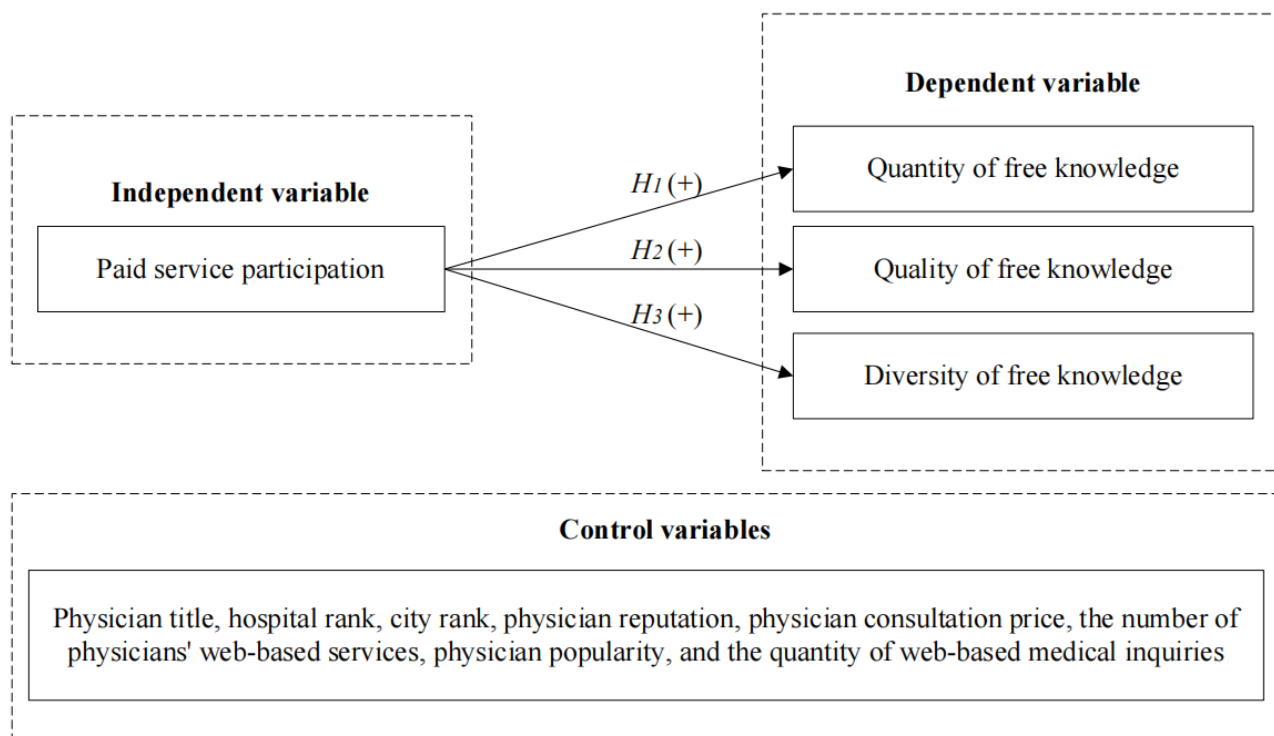 Dependent variable
Independent variable
Quantity of free knowledge
H1 (+)
Paid service participation
H2 (+)
Quality of free knowledge
H3 (+)
Diversity of free knowledge
Control variables
Physician title, hospital rank, city rank, physician reputation, physician consultation price, the number of
physicians' web-based services, physician popularity, and the quantity of web-based medical inquiries